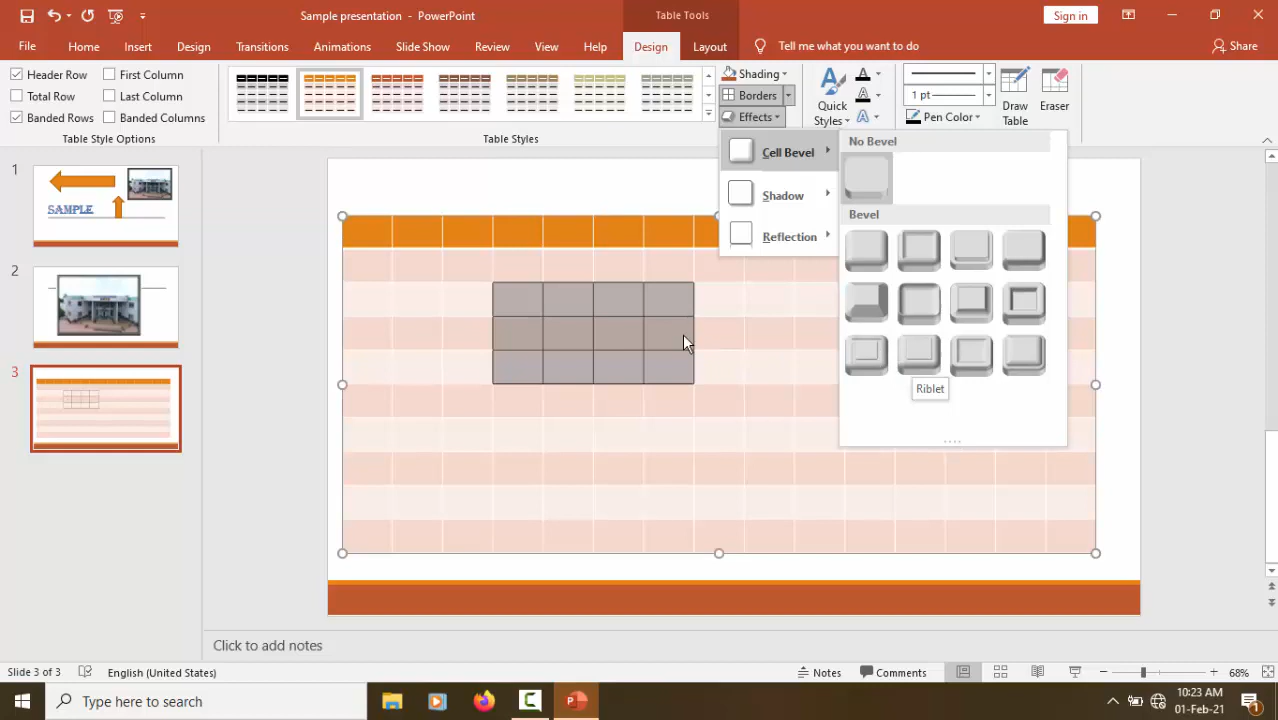 Sample presentation - PowerPoint
Table Tools
Sign in
File
Home
Insert
Design
Transitions
Animations
Slide Show
Review
View
Help
Design
Layout
Tell me what you want to do
Share
Header Row
First Column
Total Row
Last Column
Banded Rows
Banded Columns
Table Style Options
Table Styles
Shading
Borders
Effects
Quick
Styles
A
A
A
A
1 pt
Pen Color
Draw
Table
Eraser
Cell Bevel
Shadow
Reflection
No Bevel
Bevel
Riblet
1
SAMPLE
2
3
Click to add notes
Slide 3 of 3
English (United States)
Notes
Comments
68%
Type here to search
10:23 AM
01-Feb-21
1